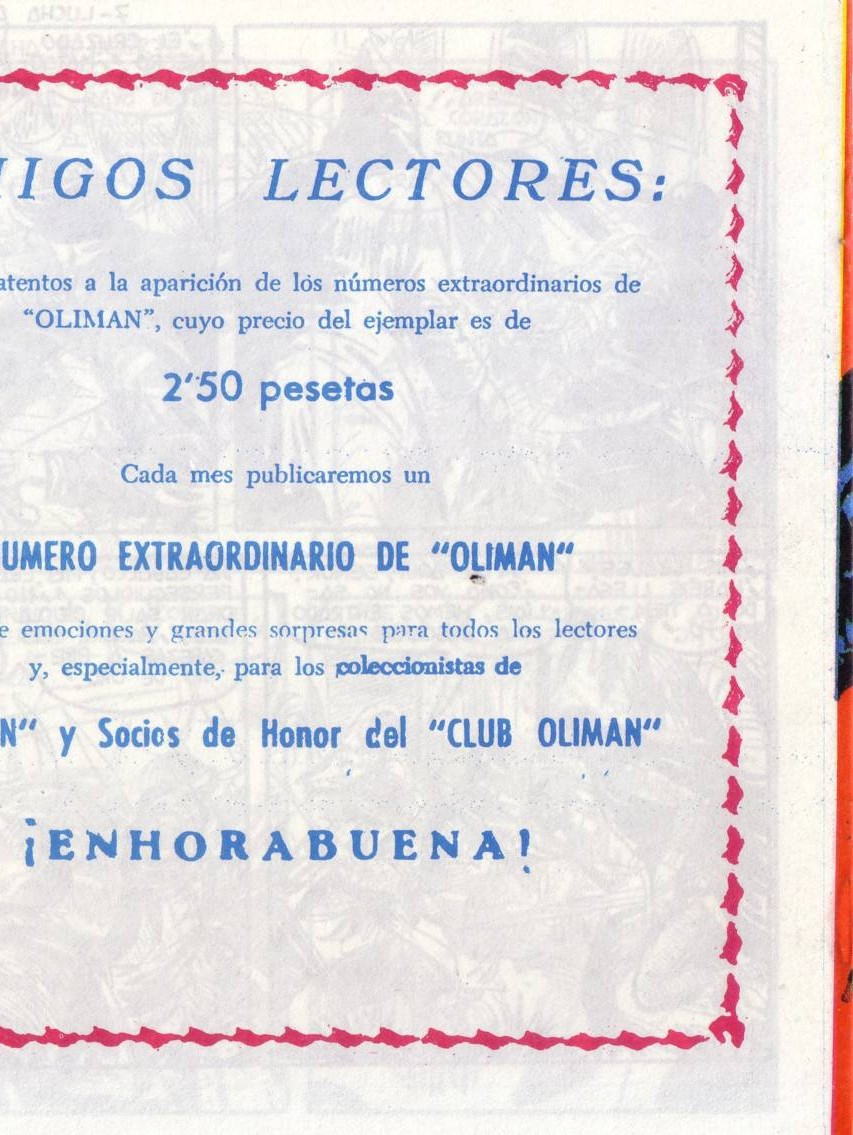 MIGOS LECTORES:
atentos a la aparición de los números extraordinarios de
“OLIMAN”, cuyo precio del ejemplar es de
2'50 pesetas
Cada mes publicaremos un
UMERO EXTRAORDINARIO DE “OLIMAN“
e emociones y grandes sorpresas para todos los lectores
y, especialmente, para los coleccionistas de
N“ y Socios de Honor del “CLUB OLIMAN“
¡ENHORABUENA!